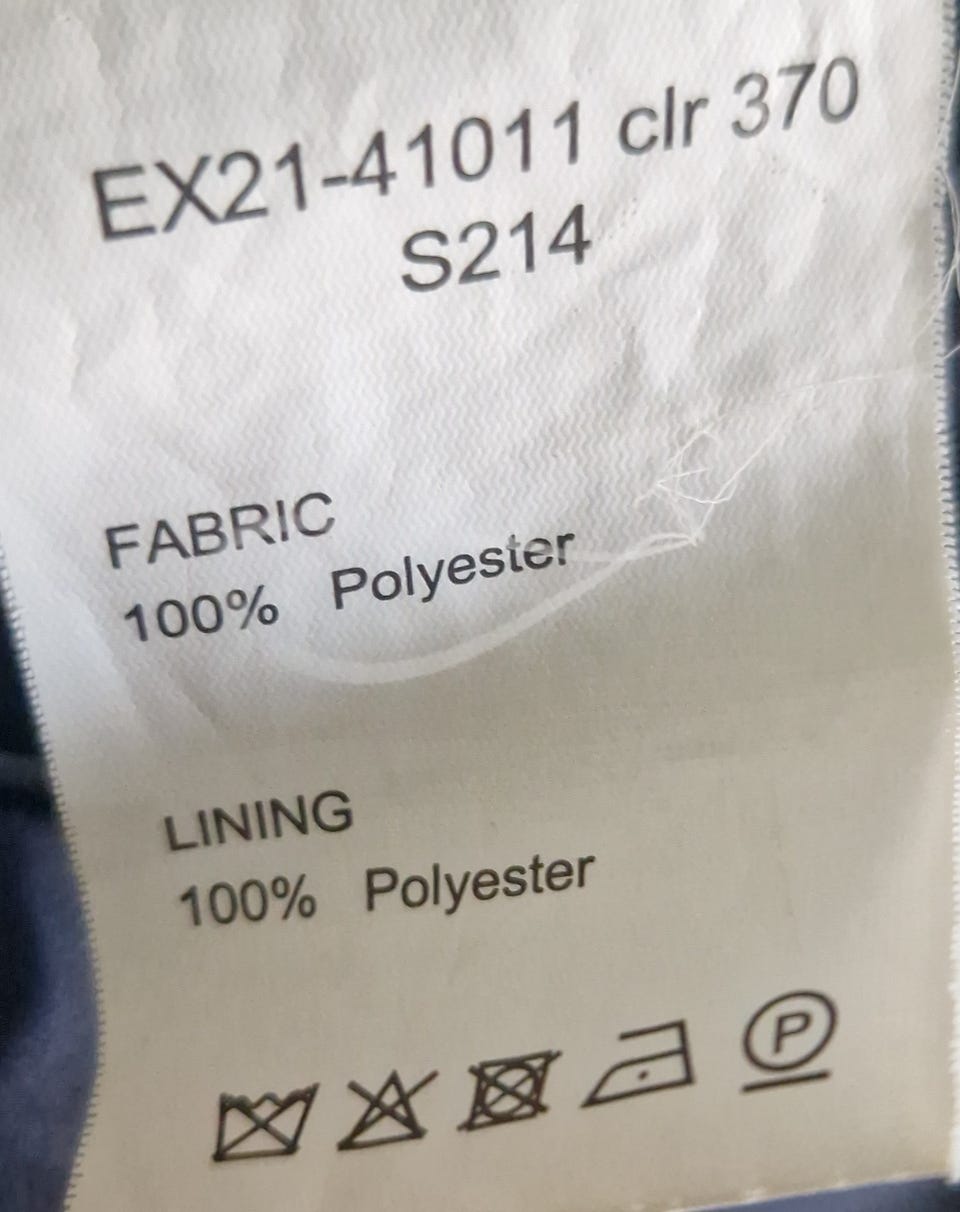 EX21-41011 clr 370
S214
FABRIC
100% Polyester
LINING
100% Polyester
P